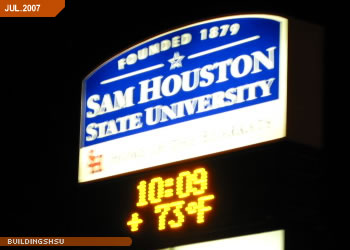 JUL.2007
FOUNDED 1879
SAM HOUSTON
STATE UNIVERSITY
10:09
+ 73°F
BUILDINGSHSU